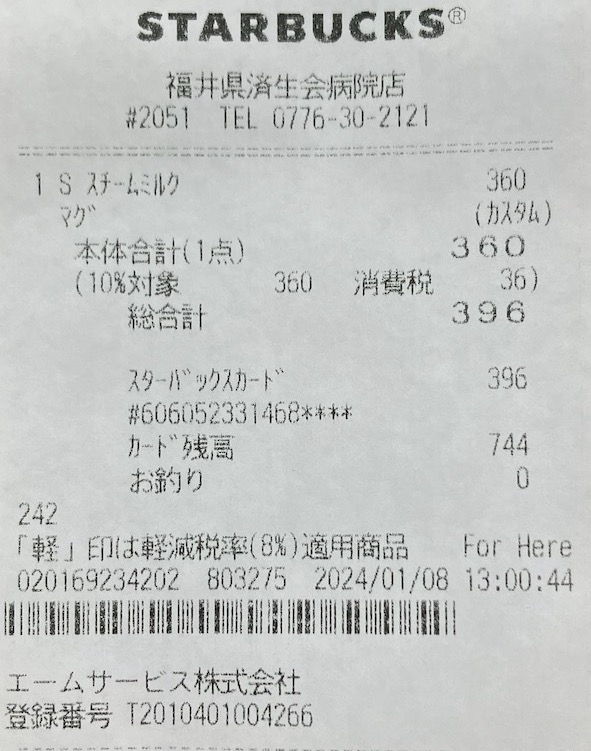 STARBUCKS®
福井県済生会病院店
#2051 TEL 0776-30-2121
1 S スチームミルク 360
マグ (カスタム)
本体合計(1点) 360
(10%対象 360 消費税 36)
総合計 396
スターバックスカード 396
#606052331468****
カード残高 744
お釣り 0
242
「軽」印は軽減税率(8%)適用商品 For Here
020169234202 803275 2024/01/08 13:00:44
エームサービス株式会社
登録番号 T2010401004266